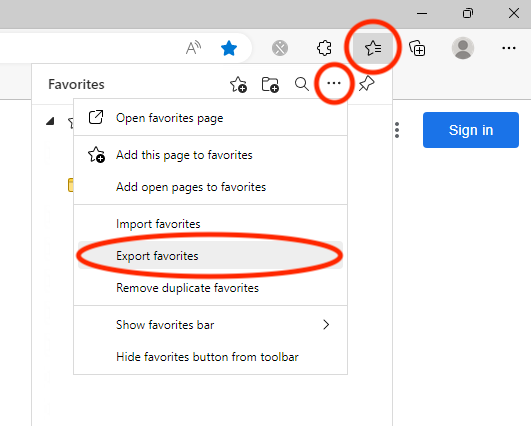 Favorites
Open favorites page
Add this page to favorites
Add open pages to favorites
Import favorites
Export favorites
Remove duplicate favorites
Show favorites bar
Hide favorites button from toolbar
Sign in